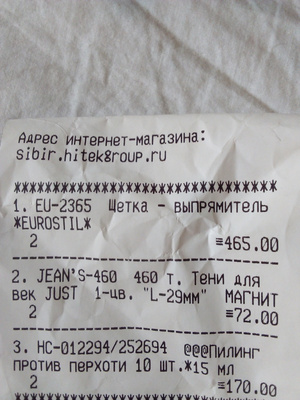 Адрес интернет-магазина:
sibir.hitekgroup.ru
********************************
1. EU-2365 Щетка - выпрямитель
*EUROSTIL*
2 ≡465.00
2. JEAN'S-460 460 т. Тени для
век JUST 1-цв. "L-29мм" МАГНИТ
2 ≡72.00
3. HC-012294/252694 @@@Пилинг
против перхоти 10 шт.*15 мл
2 ≡170.00